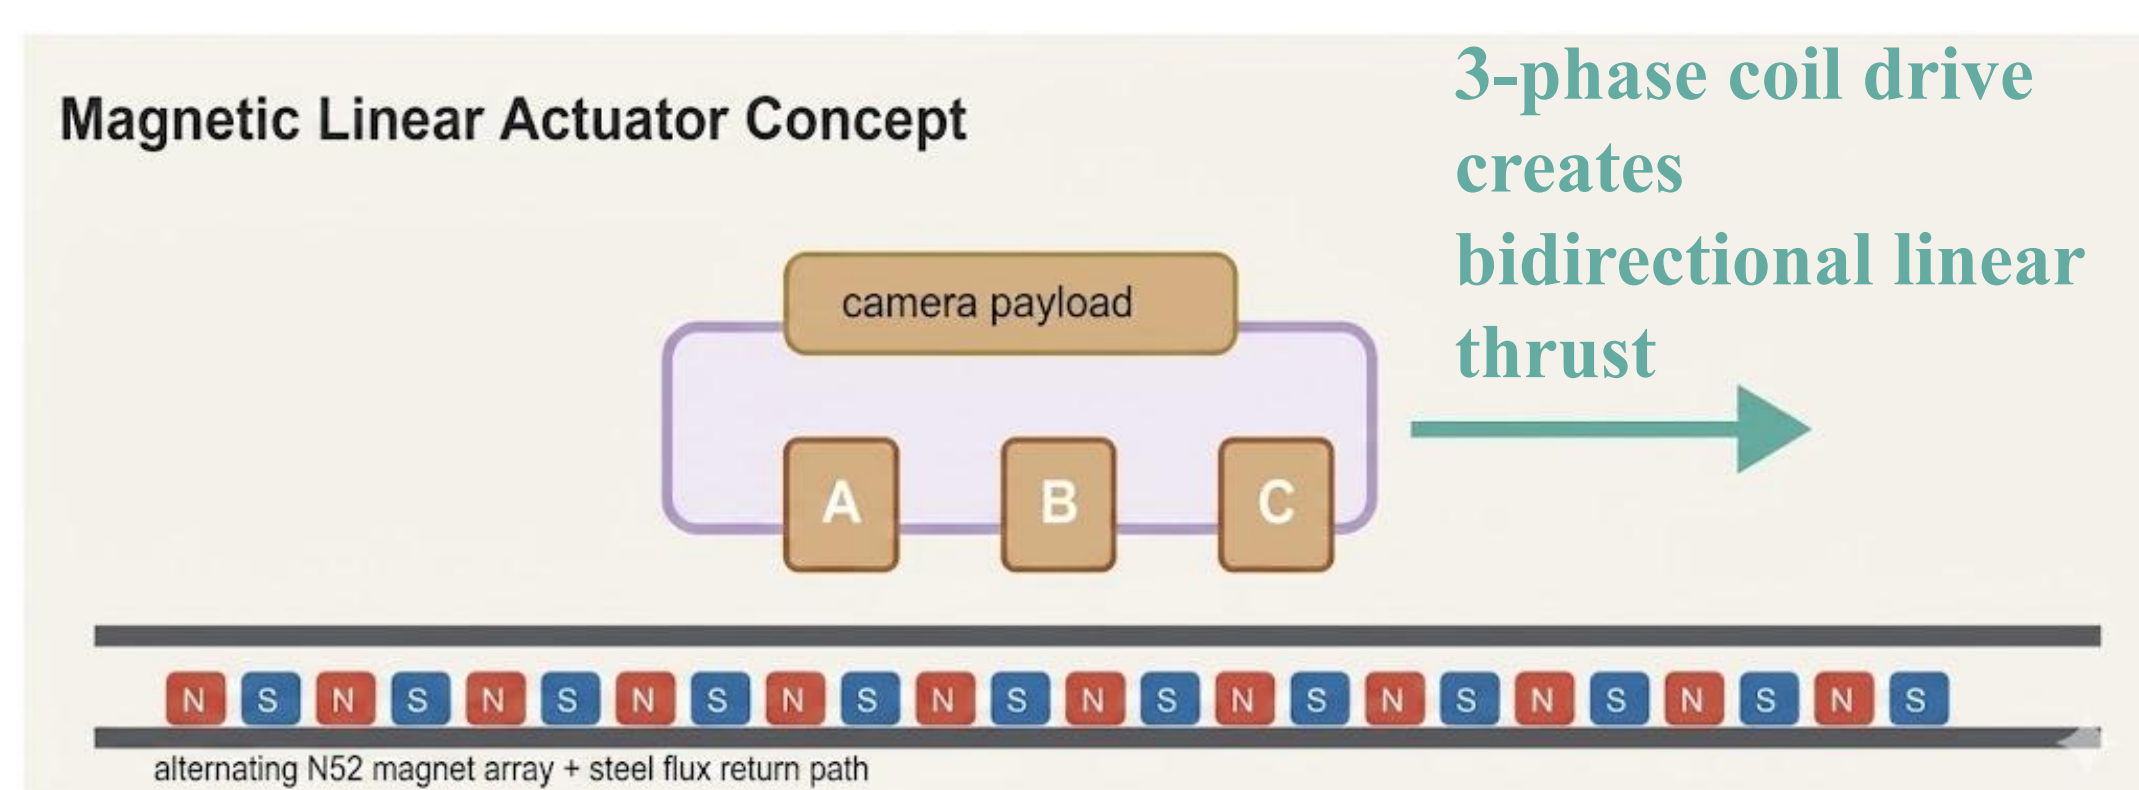 Magnetic Linear Actuator Concept
3-phase coil drive
creates
bidirectional linear
thrust
camera payload
A B C
N S N S N S N S N S N S N S N S N S N S N S N S
alternating N52 magnet array + steel flux return path